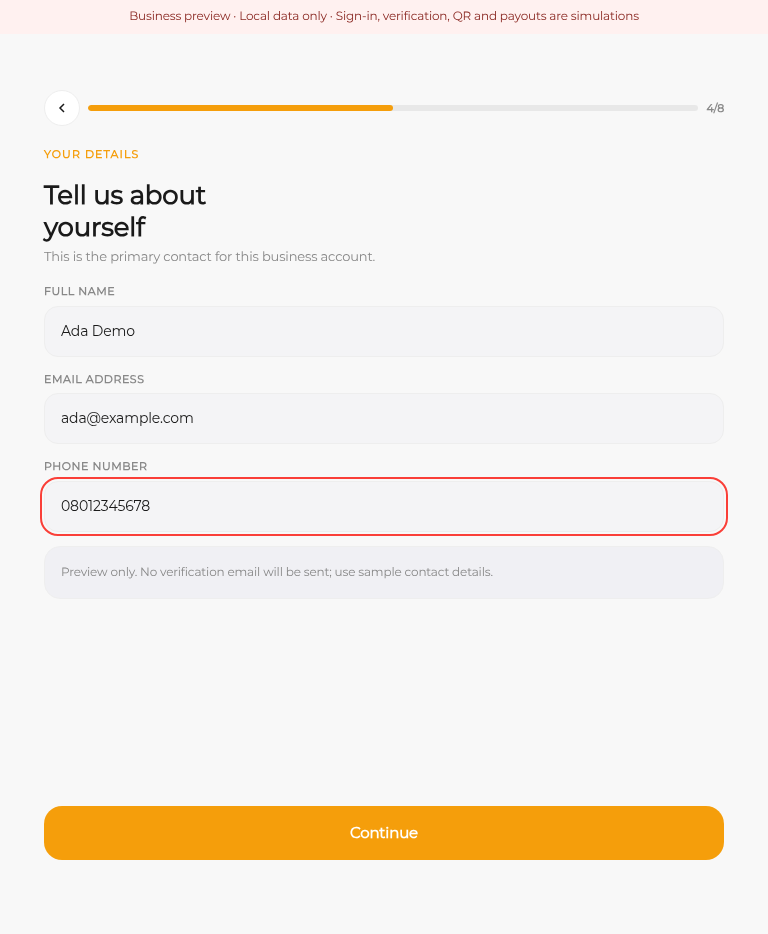 Business preview · Local data only · Sign-in, verification, QR and payouts are simulations
4/8
YOUR DETAILS
Tell us about
yourself
This is the primary contact for this business account.
FULL NAME
Ada Demo
EMAIL ADDRESS
ada@example.com
PHONE NUMBER
08012345678
Preview only. No verification email will be sent; use sample contact details.
Continue